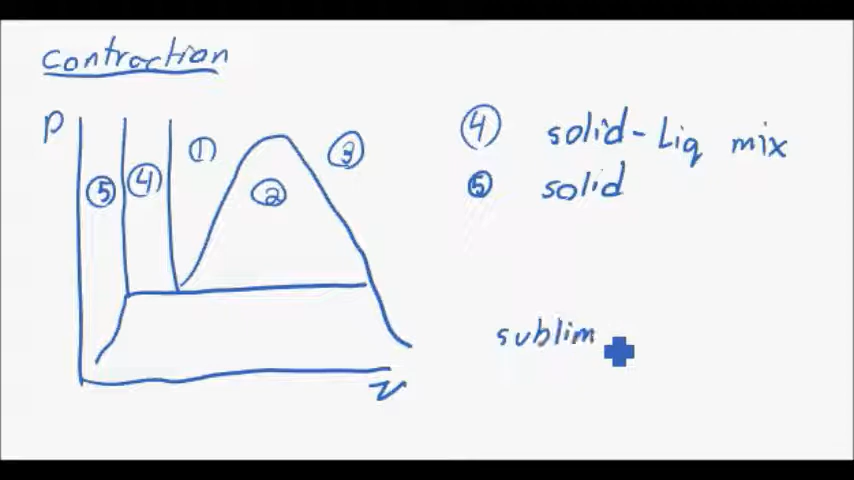 contraction
P
⑤ ④ ① ② ③
④ solid-Liq mix
⑤ solid
sublim
v